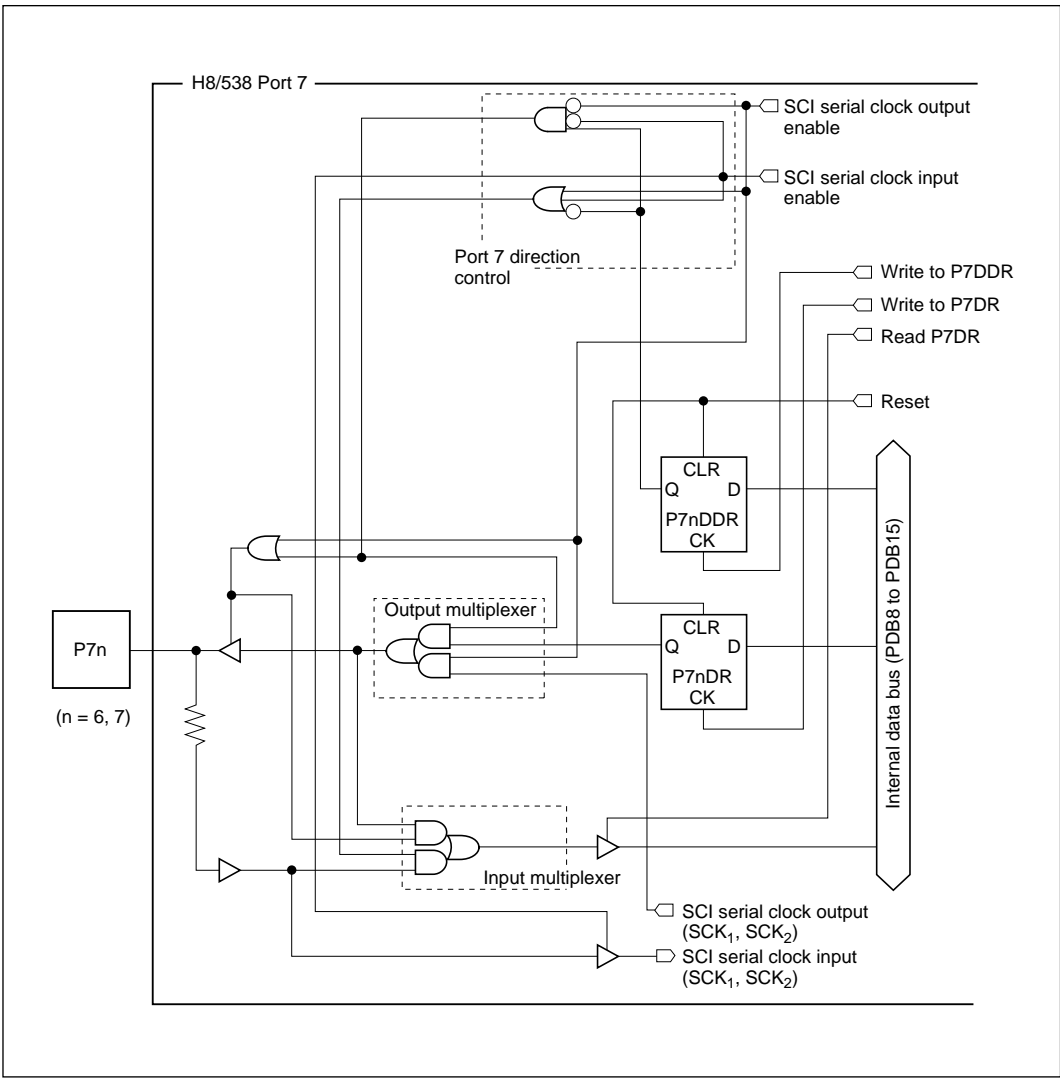 H8/538 Port 7
SCI serial clock output
enable
SCI serial clock input
enable
Port 7 direction
control
Write to P7DDR
Write to P7DR
Read P7DR
Reset
CLR
Q D
P7nDDR
CK
Output multiplexer
CLR
Q D
P7nDR
CK
P7n
(n = 6, 7)
Internal data bus (PDB8 to PDB15)
Input multiplexer
SCI serial clock output
(SCK1, SCK2)
SCI serial clock input
(SCK1, SCK2)